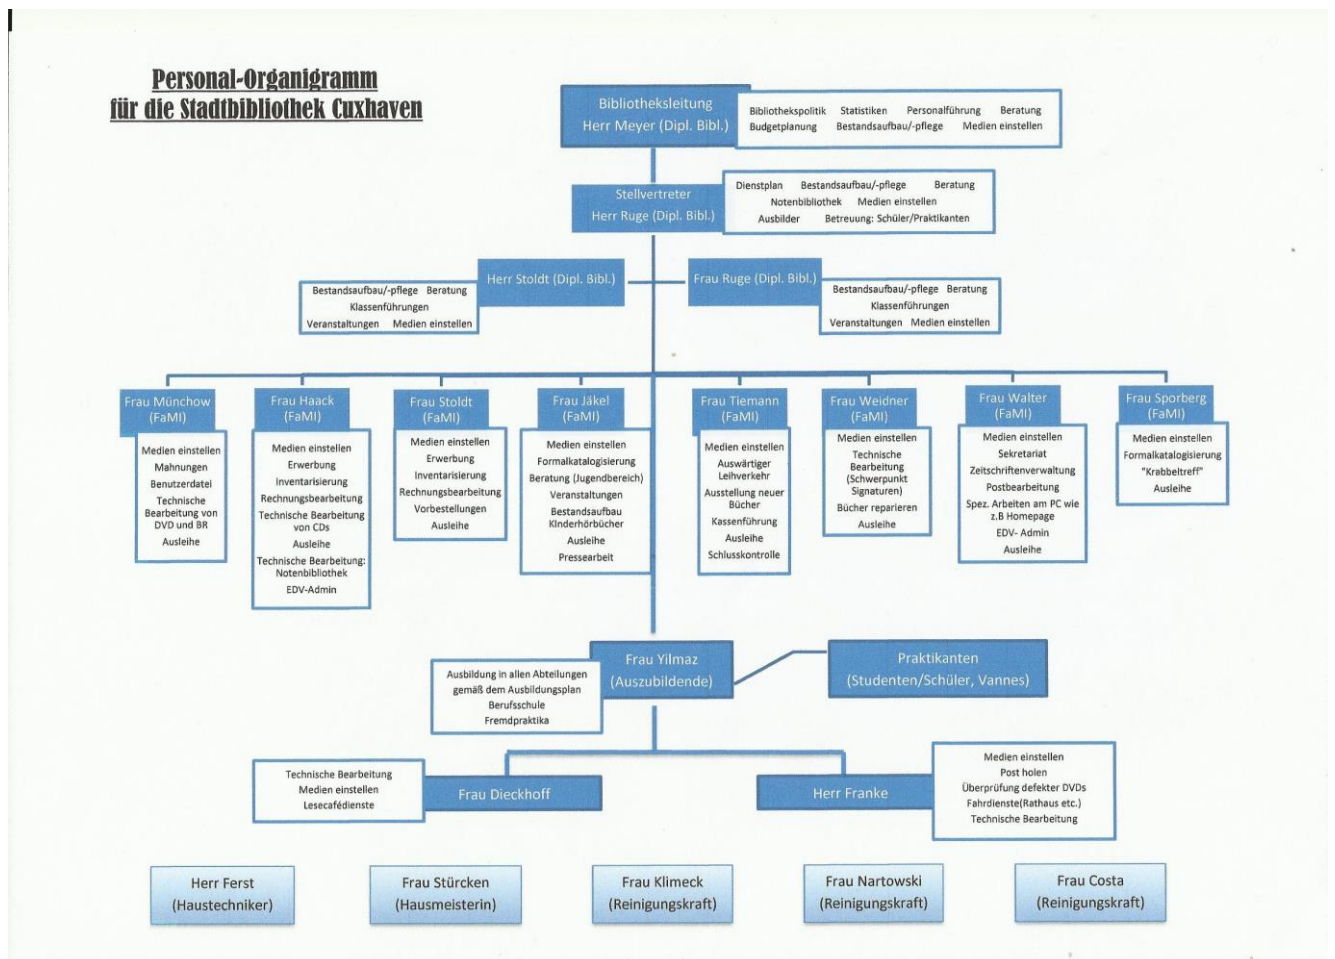 Personal-Organigramm
für die Stadtbibliothek Cuxhaven
Bibliotheksleitung
Herr Meyer (Dipl. Bibl.)
Bibliothekspolitik Statistiken Personalführung Beratung
Budgetplanung Bestandsaufbau/-pflege Medien einstellen
Stellvertreter
Herr Ruge (Dipl. Bibl.)
Dienstplan Bestandsaufbau/-pflege Beratung
Notenbibliothek Medien einstellen
Ausbilder Betreuung: Schüler/Praktikanten
Herr Stoldt (Dipl. Bibl.)
Bestandsaufbau/-pflege Beratung
Klassenführungen
Veranstaltungen Medien einstellen
Frau Ruge (Dipl. Bibl.)
Bestandsaufbau/-pflege Beratung
Klassenführungen
Veranstaltungen Medien einstellen
Frau Münchow
(FaMI)
Medien einstellen
Mahnungen
Benutzerdatei
Technische
Bearbeitung von
DVD und BR
Ausleihe
Frau Haack
(FaMI)
Medien einstellen
Erwerbung
Inventarisierung
Rechnungsbearbeitung
Technische Bearbeitung
von CDs
Ausleihe
Technische Bearbeitung:
Notenbibliothek
EDV-Admin
Frau Stoldt
(FaMI)
Medien einstellen
Erwerbung
Inventarisierung
Rechnungsbearbeitung
Vorbestellungen
Ausleihe
Frau Jäkel
(FaMI)
Medien einstellen
Formalkatalogisierung
Beratung (Jugendbereich)
Veranstaltungen
Bestandsaufbau
KInderhörbücher
Ausleihe
Pressearbeit
Frau Tiemann
(FaMI)
Medien einstellen
Auswärtiger
Leihverkehr
Ausstellung neuer
Bücher
Kassenführung
Ausleihe
Schlusskontrolle
Frau Weidner
(FaMI)
Medien einstellen
Technische
Bearbeitung
(Schwerpunkt
Signaturen)
Bücher reparieren
Ausleihe
Frau Walter
(FaMI)
Medien einstellen
Sekretariat
Zeitschriftenverwaltung
Postbearbeitung
Spez. Arbeiten am PC wie
z.B Homepage
EDV- Admin
Ausleihe
Frau Sporberg
(FaMI)
Medien einstellen
Formalkatalogisierung
"Krabbeltreff"
Ausleihe
Frau Yilmaz
(Auszubildende)
Ausbildung in allen Abteilungen
gemäß dem Ausbildungsplan
Berufsschule
Fremdpraktika
Praktikanten
(Studenten/Schüler, Vannes)
Technische Bearbeitung
Medien einstellen
Lesecafédienste
Frau Dieckhoff
Herr Franke
Medien einstellen
Post holen
Überprüfung defekter DVDs
Fahrdienste(Rathaus etc.)
Technische Bearbeitung
Herr Ferst
(Haustechniker)
Frau Stürcken
(Hausmeisterin)
Frau Klimeck
(Reinigungskraft)
Frau Nartowski
(Reinigungskraft)
Frau Costa
(Reinigungskraft)